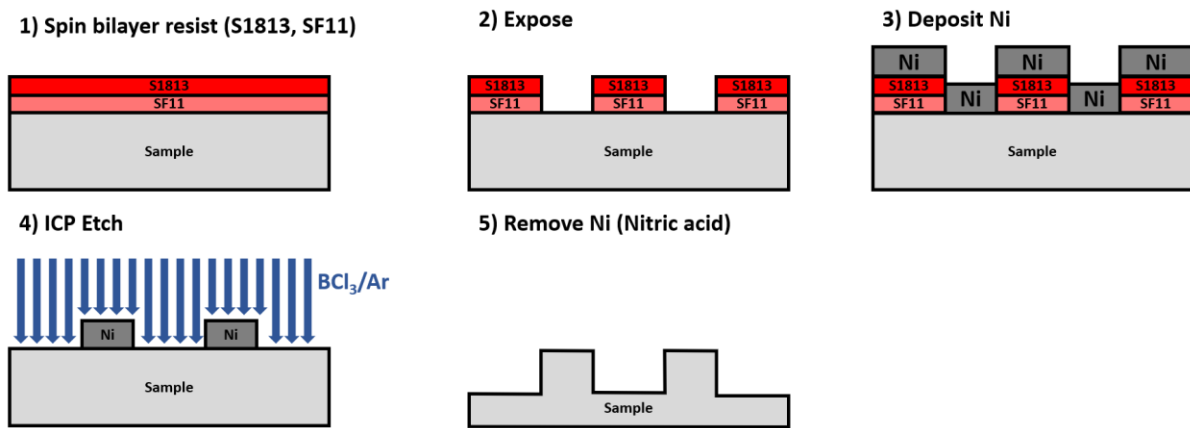 1) Spin bilayer resist (S1813, SF11)
S1813
SF11
Sample
2) Expose
S1813 S1813 S1813
SF11 SF11 SF11
Sample
3) Deposit Ni
Ni Ni Ni
S1813 S1813 S1813
SF11 Ni SF11 Ni SF11
Sample
4) ICP Etch
BCl₃/Ar
Ni Ni
Sample
5) Remove Ni (Nitric acid)
Sample